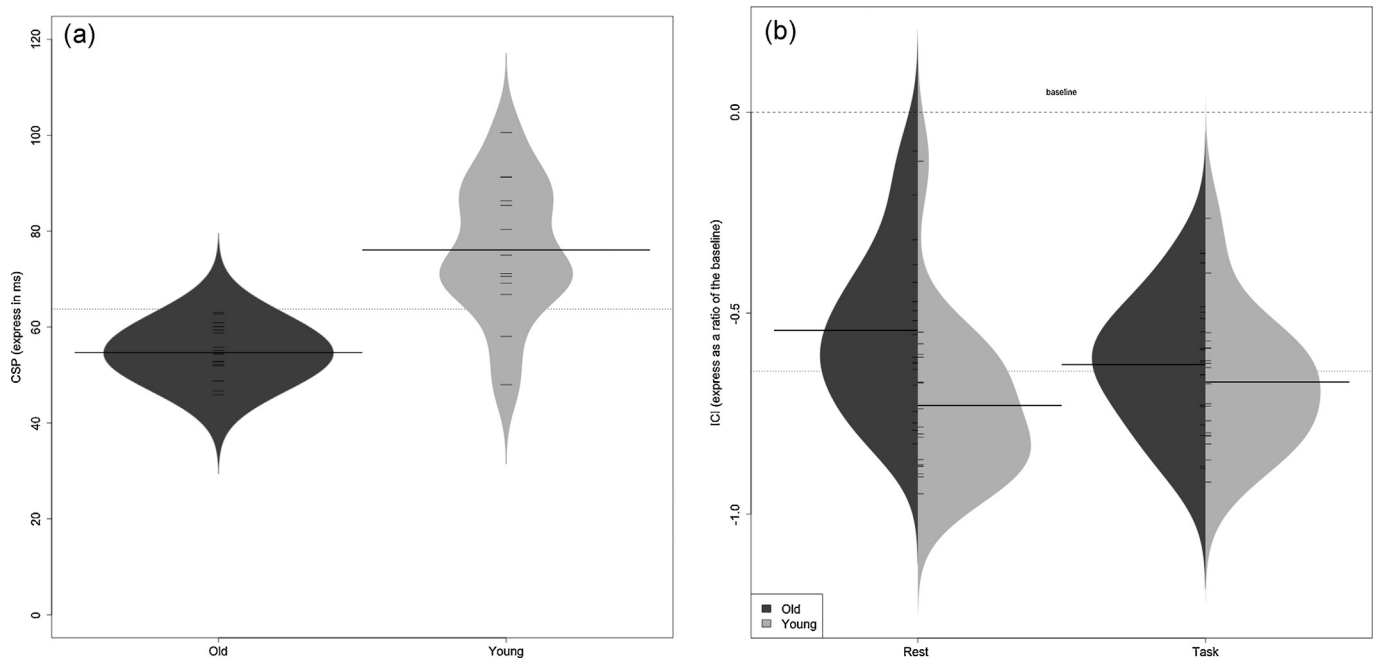 (a)
CSP (express in ms)
120
100
80
60
40
20
0
Old
Young
(b)
ICI (express as a ratio of the baseline)
baseline
0.0
-0.5
-1.0
Old
Young
Rest
Task